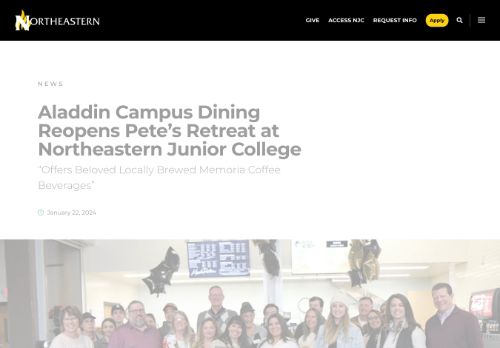 NORTHEASTERN
GIVE ACCESS NJC REQUEST INFO Apply
NEWS
Aladdin Campus Dining
Reopens Pete’s Retreat at
Northeastern Junior College
“Offers Beloved Locally Brewed Memoria Coffee
Beverages”
January 22, 2024